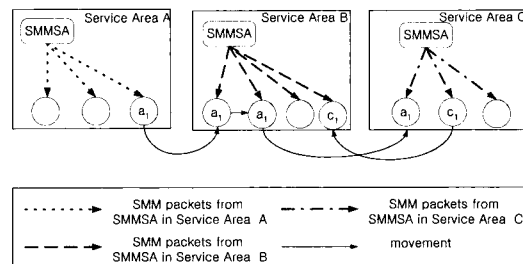 Service Area A
Service Area B
Service Area C
SMMSA
SMMSA
SMMSA
a1
a1
a1
c1
a1
c1
SMM packets from
SMMSA in Service Area A
SMM packets from
SMMSA in Service Area C
SMM packets from
SMMSA in Service Area B
movement